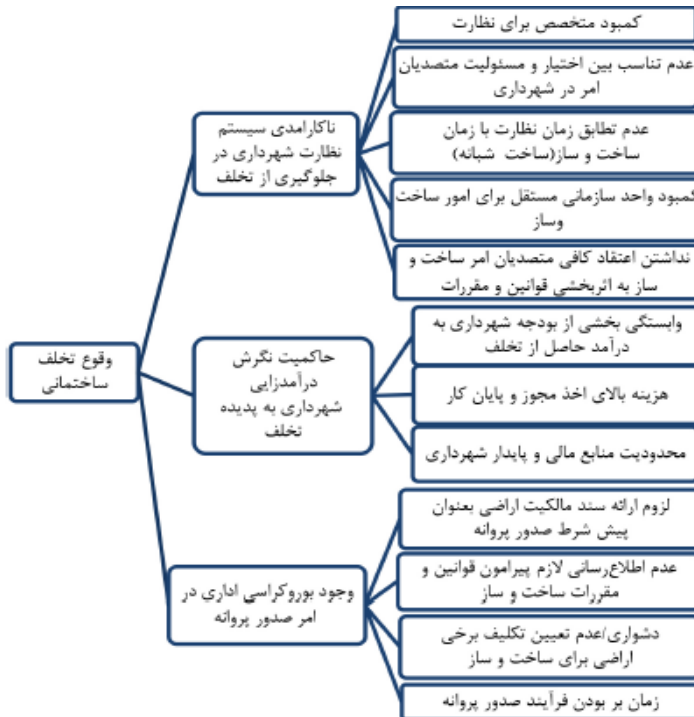 کمبود متخصص برای نظارت
عدم تناسب بین اختیار و مسئولیت متصدیان
امر در شهرداری
عدم تطابق زمان نظارت با زمان
ساخت و ساز(ساخت شبانه)
کمبود واحد سازمانی مستقل برای امور ساخت
وساز
نداشتن اعتقاد کافی متصدیان امر ساخت و
ساز به اثربخشی قوانین و مقررات
ناکارامدی سیستم
نظارت شهرداری در
جلوگیری از تخلف
وابستگی بخشی از بودجه شهرداری به
درآمد حاصل از تخلف
هزینه بالای اخذ مجوز و پایان کار
محدودیت منابع مالی و پایدار شهرداری
حاکمیت نگرش
درآمدزایی
شهرداری به پدیده
تخلف
وقوع تخلف
ساختمانی
لزوم ارائه سند مالکیت اراضی بعنوان
پیش شرط صدور پروانه
عدم اطلاع‌رسانی لازم پیرامون قوانین و
مقررات ساخت و ساز
دشواری/عدم تعیین تکلیف برخی
اراضی برای ساخت و ساز
زمان بر بودن فرآیند صدور پروانه
وجود بوروکراسی اداری در
امر صدور پروانه